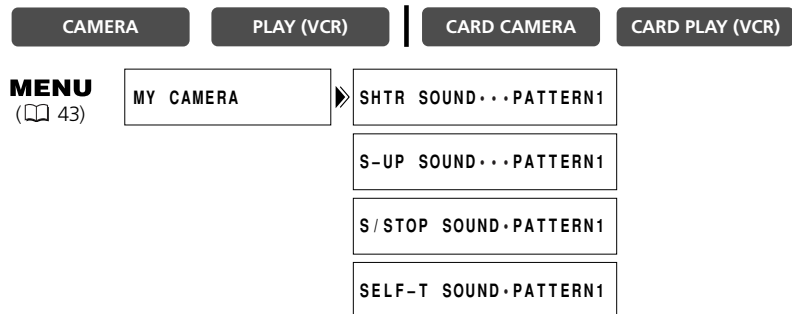 CAMERA PLAY (VCR) CARD CAMERA CARD PLAY (VCR)
MENU MY CAMERA SHTR SOUND···PATTERN1
( 43)
S–UP SOUND···PATTERN1
S/STOP SOUND·PATTERN1
SELF–T SOUND·PATTERN1